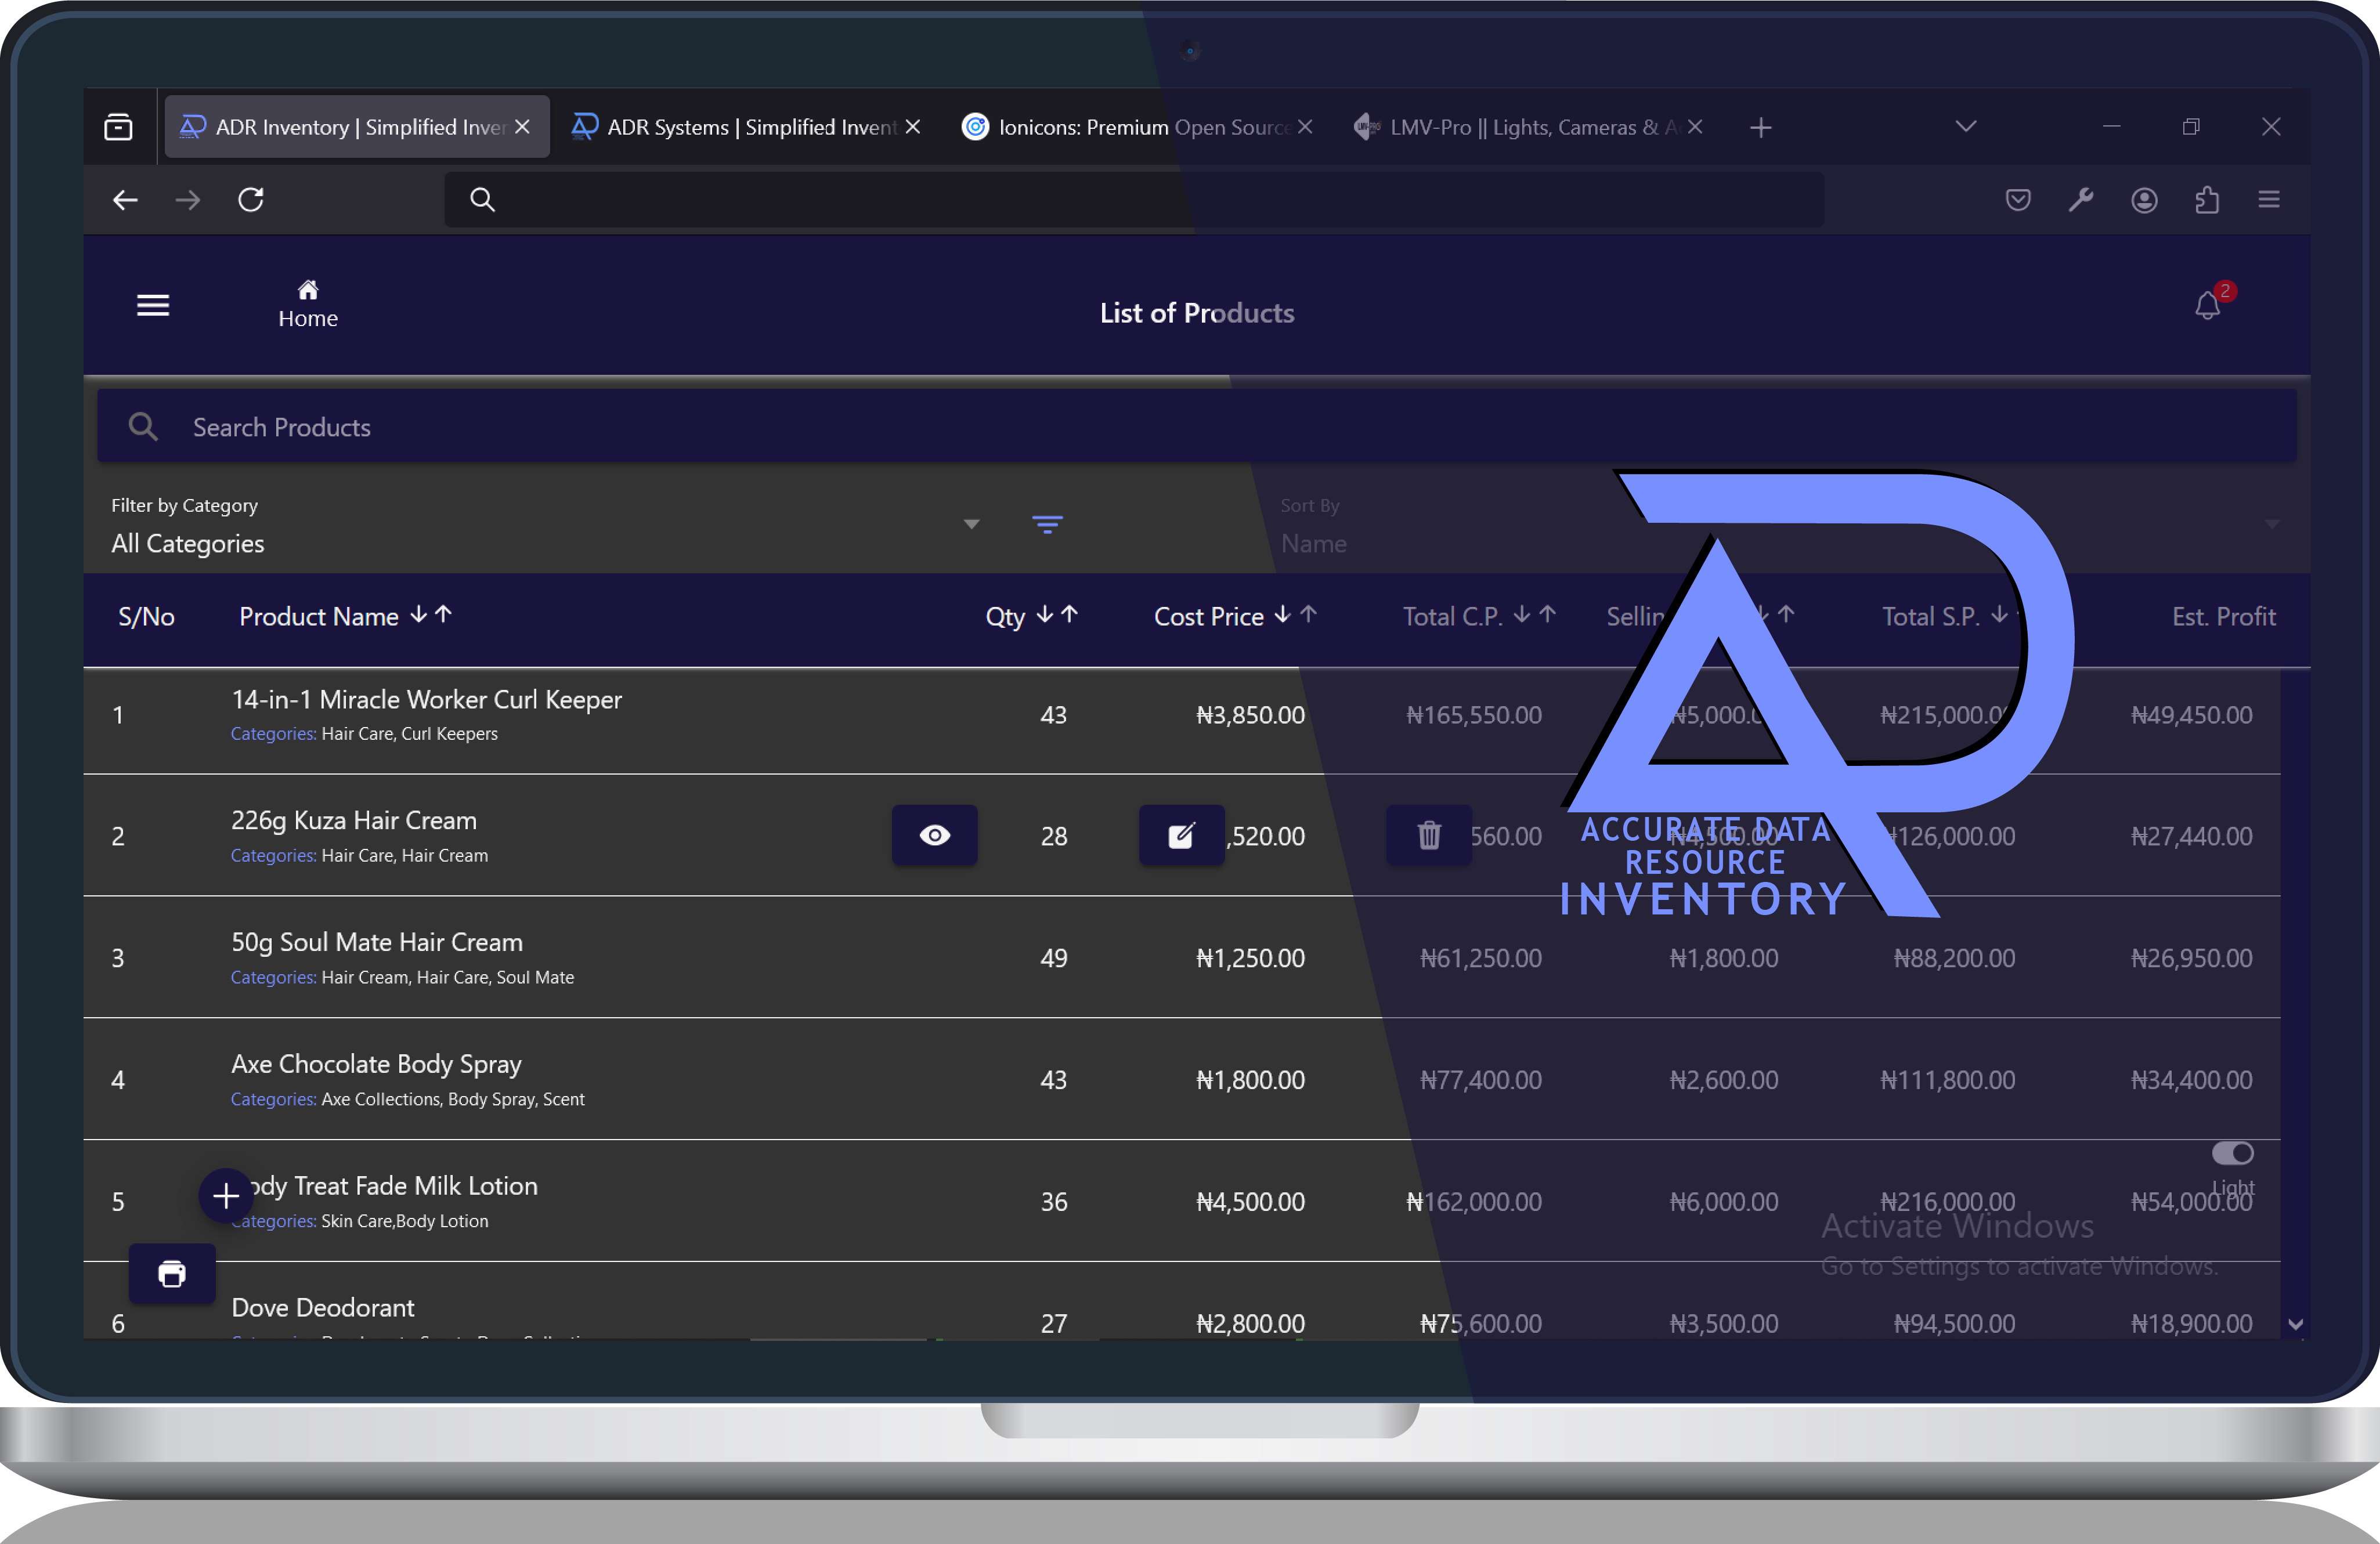 ADR Inventory | Simplified Inver
ADR Systems | Simplified Invent
Ionicons: Premium Open Source
LMV-Pro || Lights, Cameras & A
Home
List of Products
2
Search Products
Filter by Category
Sort By
All Categories
Name
S/No Product Name Qty Cost Price Total C.P. Sellin Total S.P. Est. Profit
14-in-1 Miracle Worker Curl Keeper
1 43 ₦3,850.00 ₦165,550.00 ₦5,000.0 ₦215,000.0 ₦49,450.00
Categories: Hair Care, Curl Keepers
226g Kuza Hair Cream
2 28 ,520.00 560.00 ₦4,500.00 ₦126,000.00 ₦27,440.00
Categories: Hair Care, Hair Cream
ACCURATE DATA
RESOURCE
INVENTORY
50g Soul Mate Hair Cream
3 49 ₦1,250.00 ₦61,250.00 ₦1,800.00 ₦88,200.00 ₦26,950.00
Categories: Hair Cream, Hair Care, Soul Mate
Axe Chocolate Body Spray
4 43 ₦1,800.00 ₦77,400.00 ₦2,600.00 ₦111,800.00 ₦34,400.00
Categories: Axe Collections, Body Spray, Scent
Light
ody Treat Fade Milk Lotion
5 36 ₦4,500.00 ₦162,000.00 ₦6,000.00 ₦216,000.00 ₦54,000.00
Categories: Skin Care,Body Lotion
Activate Windows
Go to Settings to activate Windows.
Dove Deodorant
6 27 ₦2,800.00 ₦75,600.00 ₦3,500.00 ₦94,500.00 ₦18,900.00